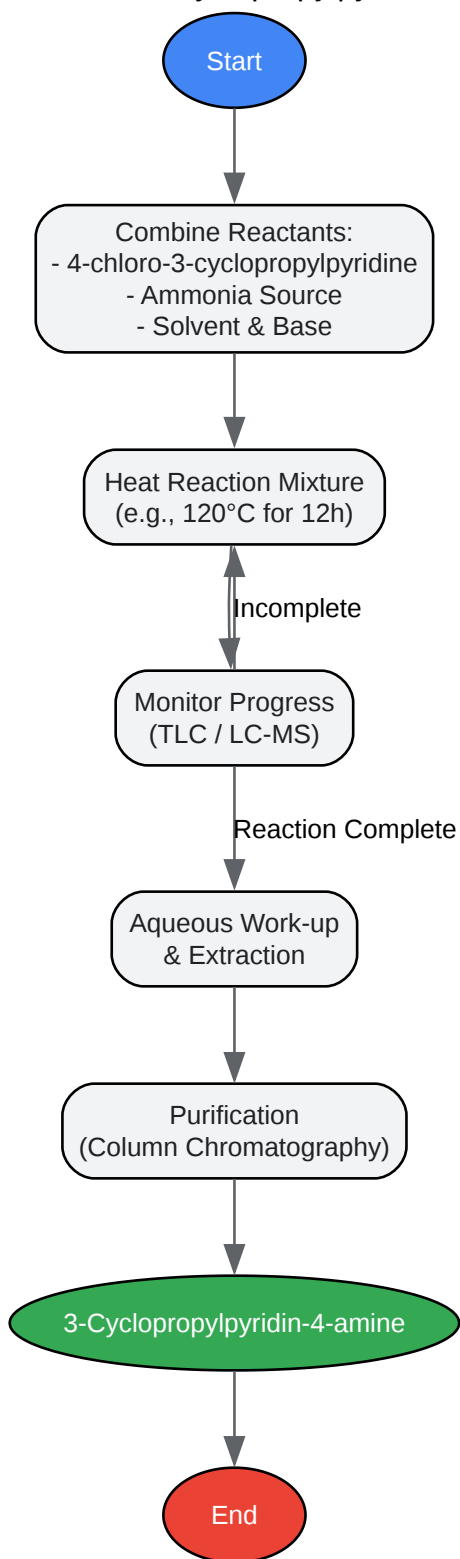 Start
Combine Reactants:
- 4-chloro-3-cyclopropylpyridine
- Ammonia Source
- Solvent & Base
Heat Reaction Mixture
(e.g., 120°C for 12h)
Incomplete
Monitor Progress
(TLC / LC-MS)
Reaction Complete
Aqueous Work-up
& Extraction
Purification
(Column Chromatography)
3-Cyclopropylpyridin-4-amine
End